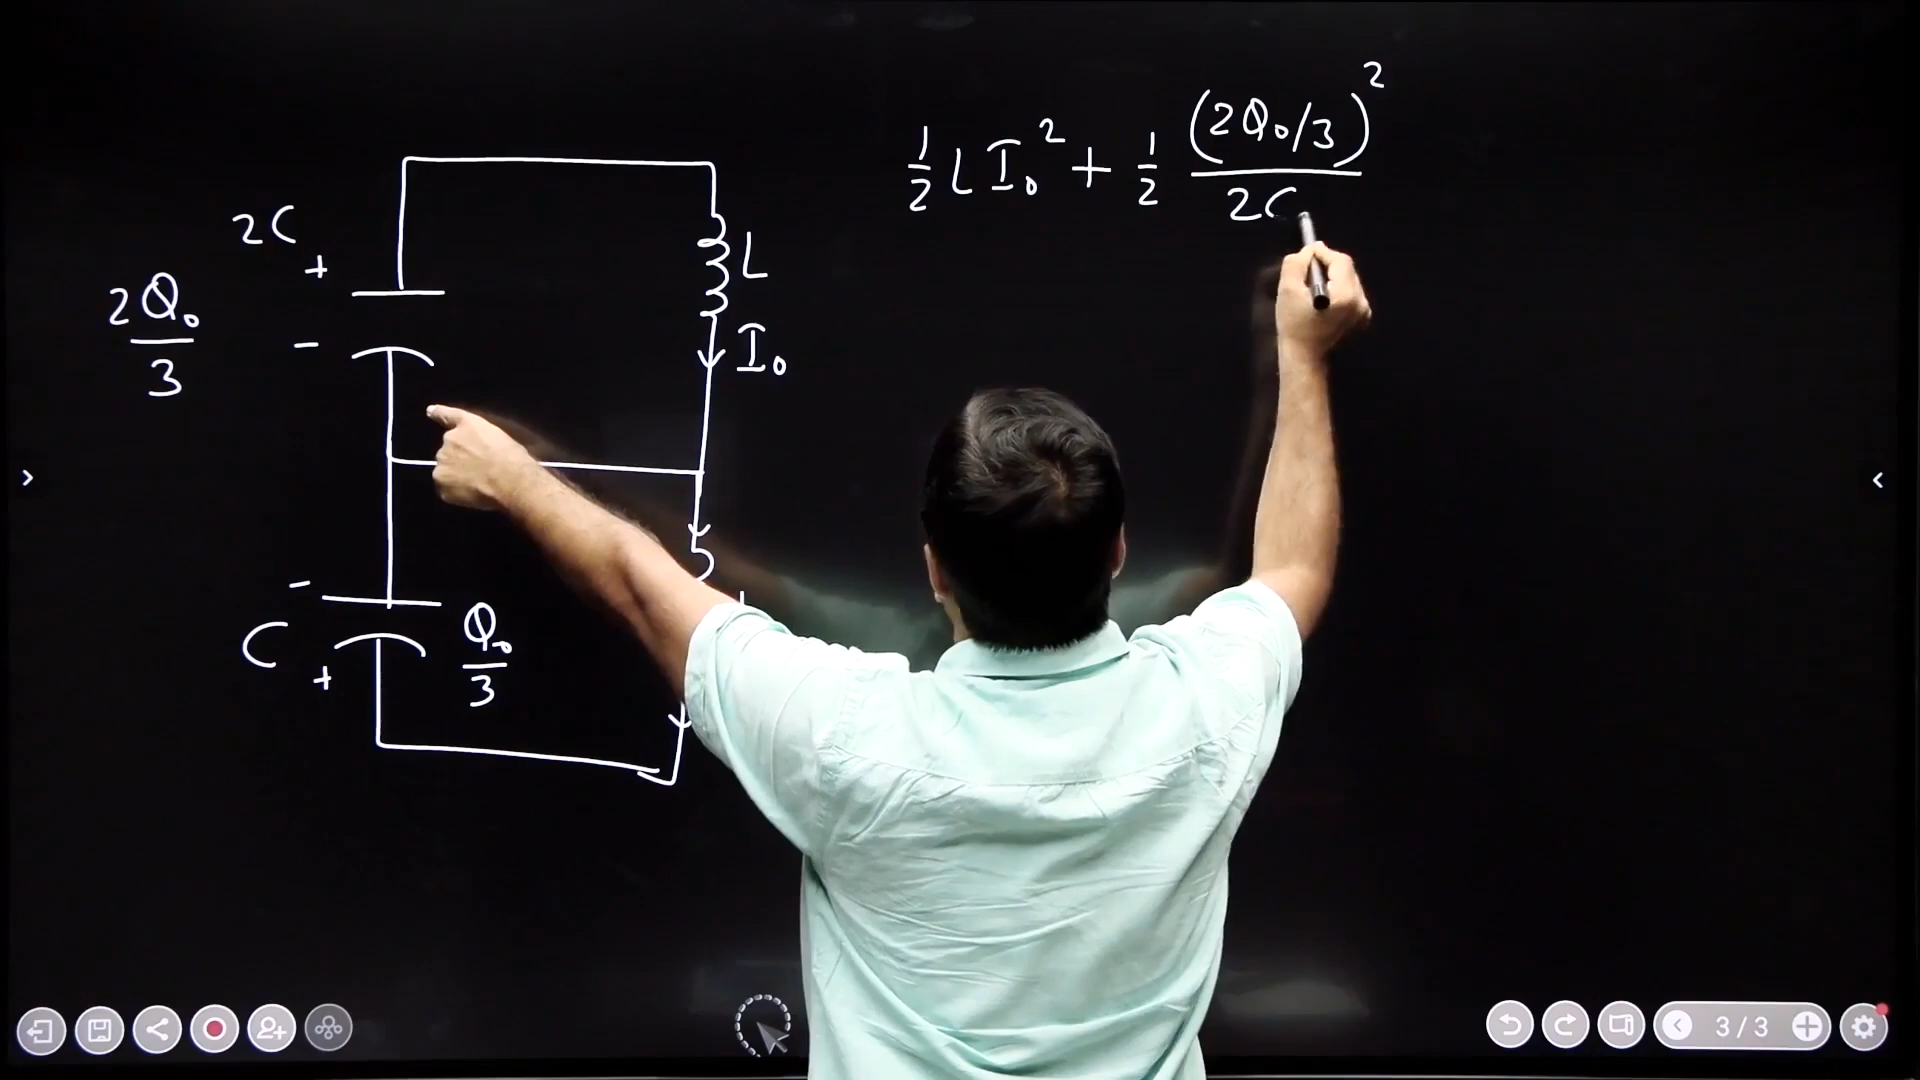 ½ L I₀² + ½ (2Q₀/3)² / 2C
2C
+
2Q₀/3
-
L
I₀
-
C
+
Q₀/3
3/3